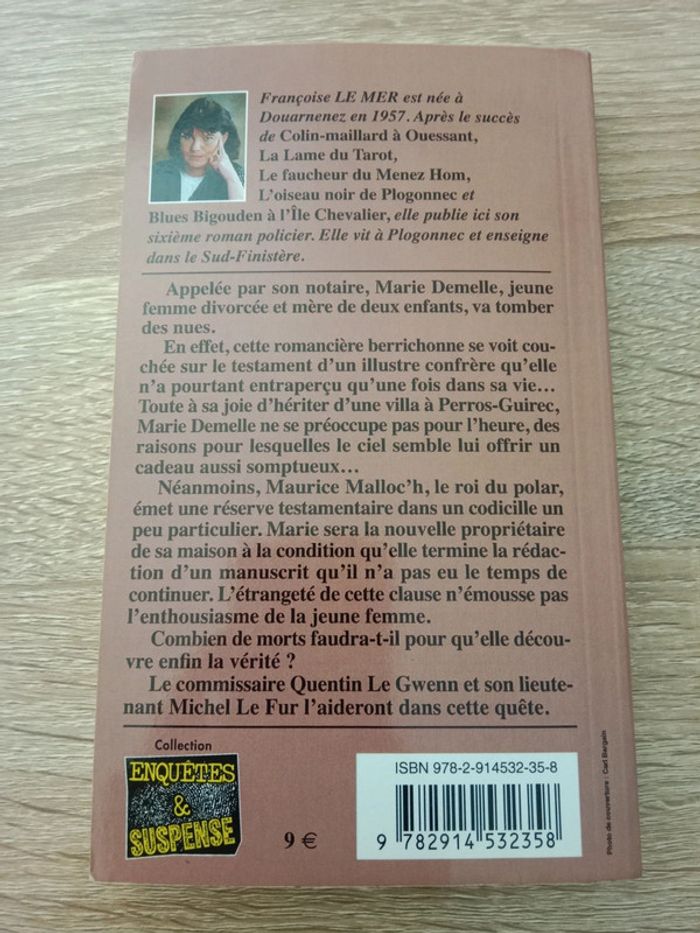 Françoise LE MER est née à
Douarnenez en 1957. Après le succès
de Colin-maillard à Ouessant,
La Lame du Tarot,
Le faucheur du Menez Hom,
L'oiseau noir de Plogonnec et
Blues Bigouden à l'Île Chevalier, elle publie ici son
sixième roman policier. Elle vit à Plogonnec et enseigne
dans le Sud-Finistère.
Appelée par son notaire, Marie Demelle, jeune
femme divorcée et mère de deux enfants, va tomber
des nues.
En effet, cette romancière berrichonne se voit cou-
chée sur le testament d'un illustre confrère qu'elle
n'a pourtant entraperçu qu'une fois dans sa vie...
Toute à sa joie d'hériter d'une villa à Perros-Guirec,
Marie Demelle ne se préoccupe pas pour l'heure, des
raisons pour lesquelles le ciel semble lui offrir un
cadeau aussi somptueux...
Néanmoins, Maurice Malloc'h, le roi du polar,
émet une réserve testamentaire dans un codicille un
peu particulier. Marie sera la nouvelle propriétaire
de sa maison à la condition qu'elle termine la rédac-
tion d'un manuscrit qu'il n'a pas eu le temps de
continuer. L'étrangeté de cette clause n'émousse pas
l'enthousiasme de la jeune femme.
Combien de morts faudra-t-il pour qu'elle décou-
vre enfin la vérité ?
Le commissaire Quentin Le Gwenn et son lieute-
nant Michel Le Fur l'aideront dans cette quête.
Collection
ENQUÊTES
&
SUSPENSE
9 €
ISBN 978-2-914532-35-8
9 782914 532358
Photo de couverture : Carl Bargain